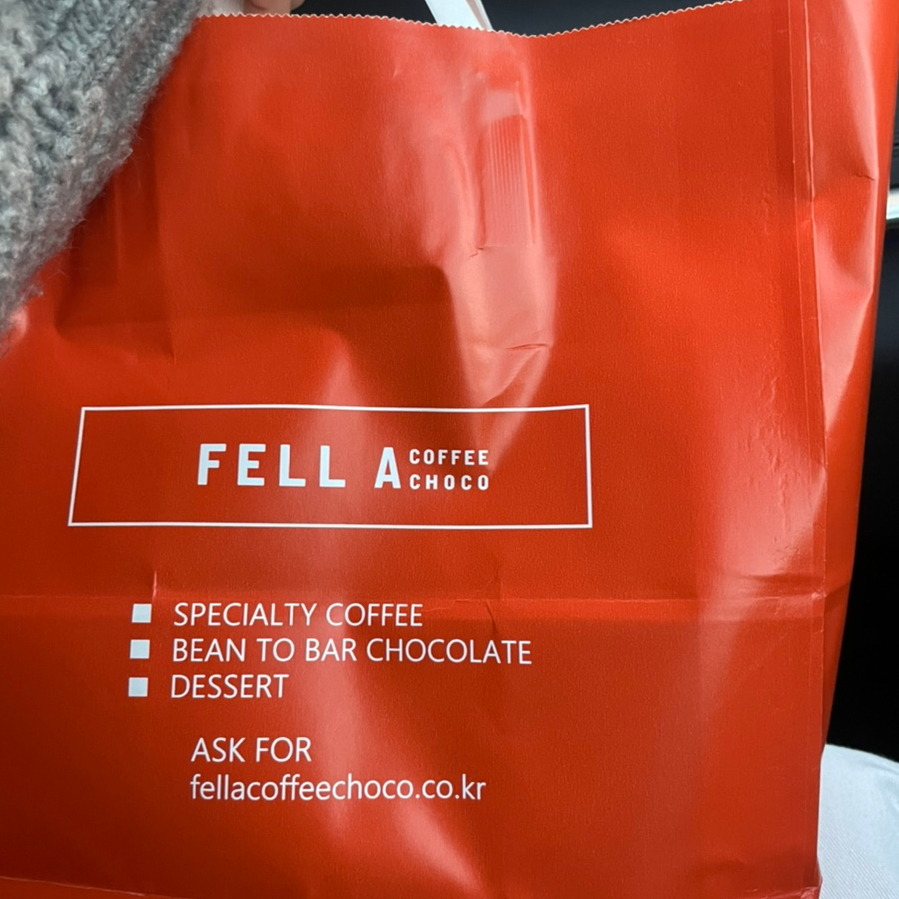 FELL A COFFEE CHOCO
SPECIALTY COFFEE
BEAN TO BAR CHOCOLATE
DESSERT
ASK FOR
fellacoffeechoco.co.kr